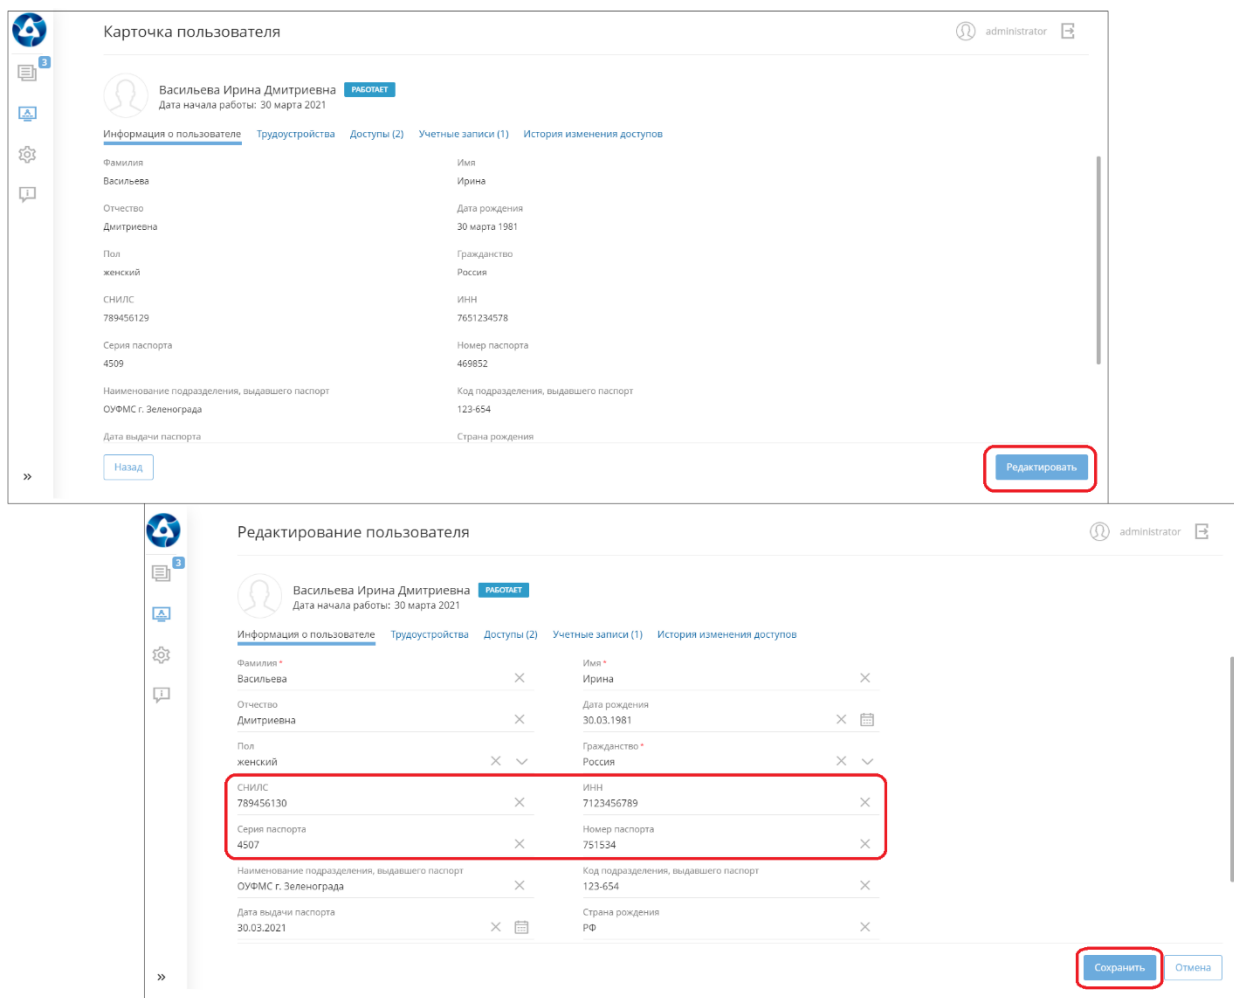 Карточка пользователя
administrator
3
Васильева Ирина Дмитриевна РАБОТАЕТ
Дата начала работы: 30 марта 2021
Информация о пользователе Трудоустройства Доступы (2) Учетные записи (1) История изменения доступов
Фамилия Имя
Васильева Ирина
Отчество Дата рождения
Дмитриевна 30 марта 1981
Пол Гражданство
женский Россия
СНИЛС ИНН
789456129 7651234578
Серия паспорта Номер паспорта
4509 469852
Наименование подразделения, выдавшего паспорт Код подразделения, выдавшего паспорт
ОУФМС г. Зеленограда 123-654
Дата выдачи паспорта Страна рождения
Назад Редактировать
»
Редактирование пользователя
administrator
3
Васильева Ирина Дмитриевна РАБОТАЕТ
Дата начала работы: 30 марта 2021
Информация о пользователе Трудоустройства Доступы (2) Учетные записи (1) История изменения доступов
Фамилия * Имя *
Васильева Ирина
Отчество Дата рождения
Дмитриевна 30.03.1981
Пол Гражданство *
женский Россия
СНИЛС ИНН
789456130 7123456789
Серия паспорта Номер паспорта
4507 751534
Наименование подразделения, выдавшего паспорт Код подразделения, выдавшего паспорт
ОУФМС г. Зеленограда 123-654
Дата выдачи паспорта Страна рождения
30.03.2021 РФ
Сохранить Отмена
»